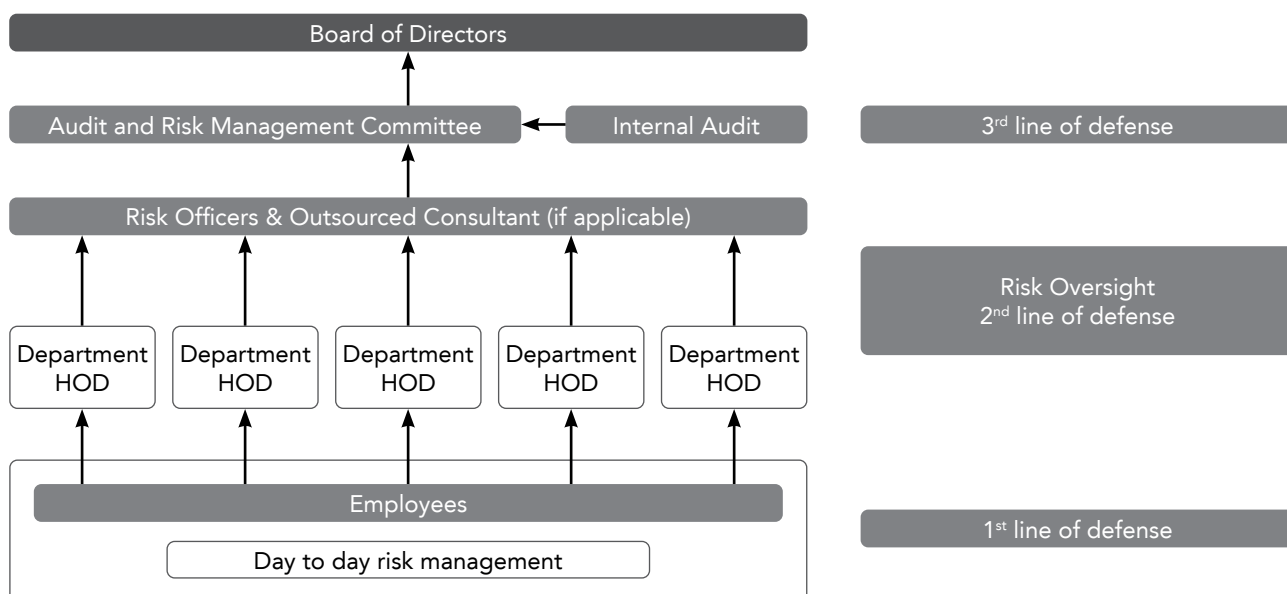 Board of Directors
Audit and Risk Management Committee
Internal Audit
3rd line of defense
Risk Officers & Outsourced Consultant (if applicable)
Risk Oversight
2nd line of defense
Department
HOD
Department
HOD
Department
HOD
Department
HOD
Department
HOD
Employees
1st line of defense
Day to day risk management